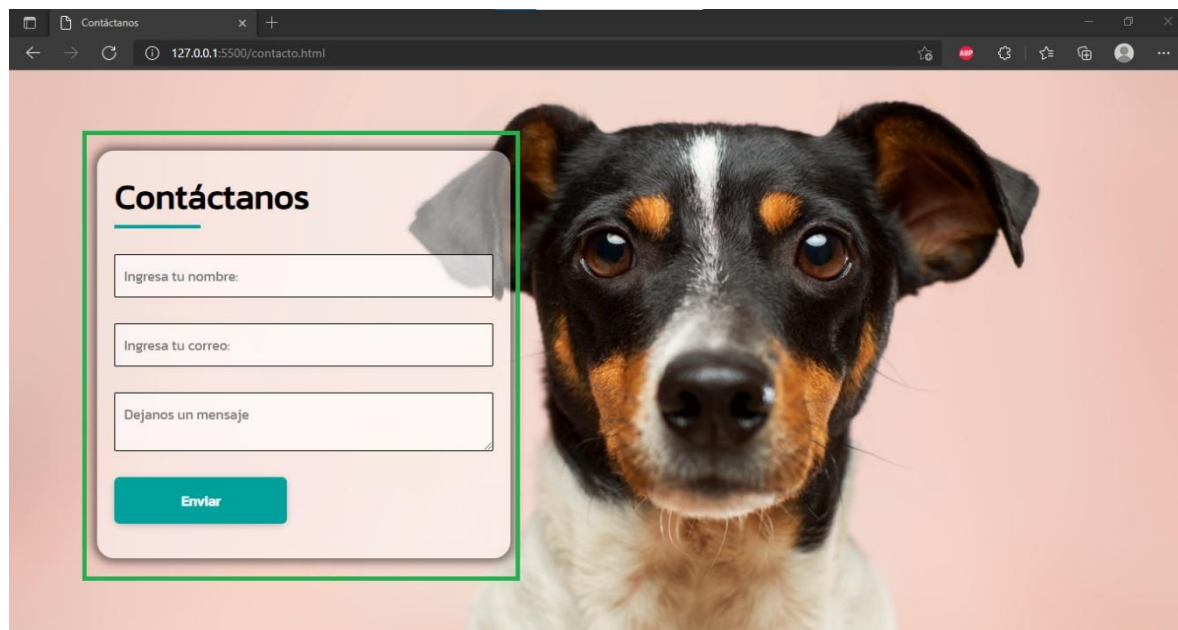 Contáctanos
127.0.0.1:5500/contacto.html
ABP
Contáctanos
Ingresa tu nombre:
Ingresa tu correo:
Dejanos un mensaje
Enviar